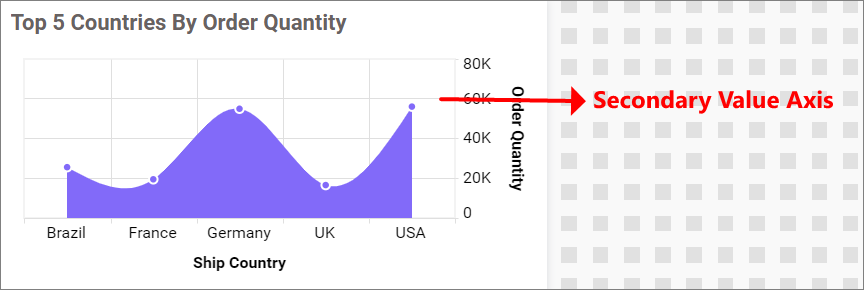 Top 5 Countries By Order Quantity
80K
60K
40K
20K
0
Order Quantity
Secondary Value Axis
Brazil France Germany UK USA
Ship Country